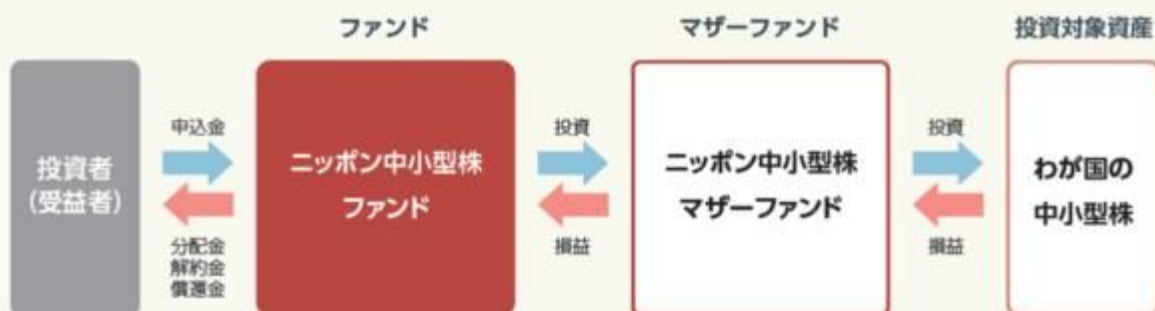 ファンド
マザーファンド
投資対象資産
投資者
(受益者)
申込金
分配金
解約金
償還金
ニッポン中小型株
ファンド
投資
損益
ニッポン中小型株
マザーファンド
投資
損益
わが国の
中小型株